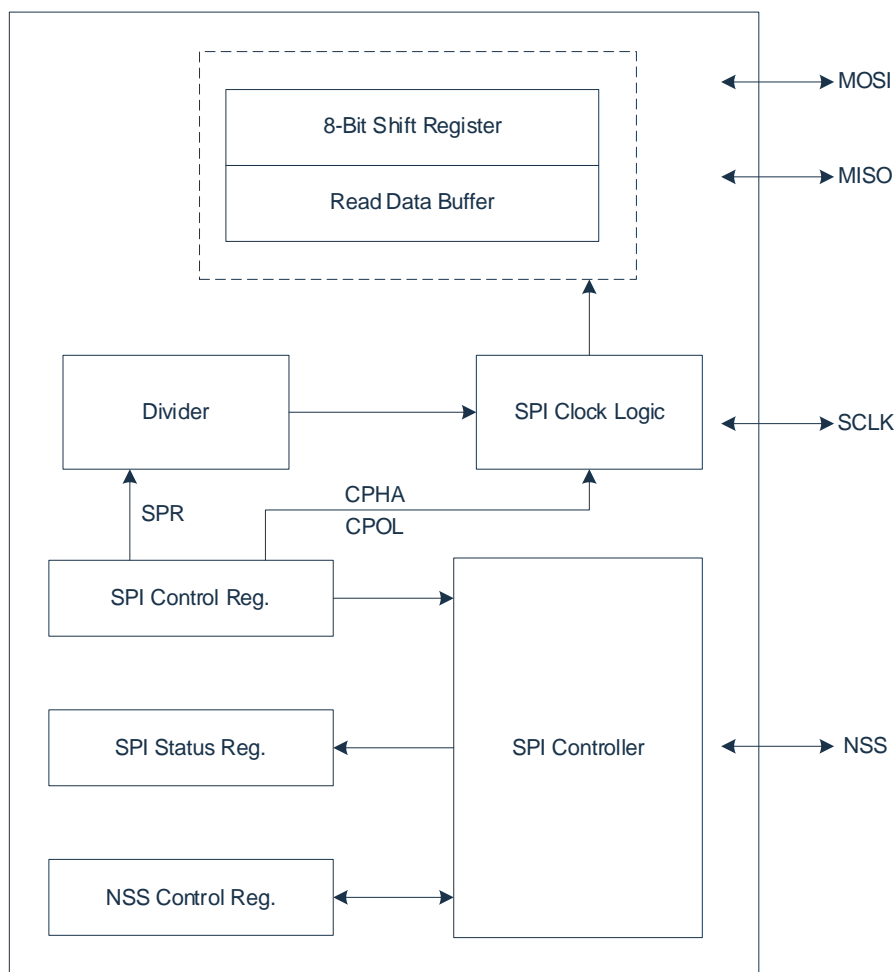 8-Bit Shift Register
MOSI
Read Data Buffer
MISO
Divider
SPI Clock Logic
SCLK
SPR
CPHA
CPOL
SPI Control Reg.
SPI Status Reg.
SPI Controller
NSS
NSS Control Reg.